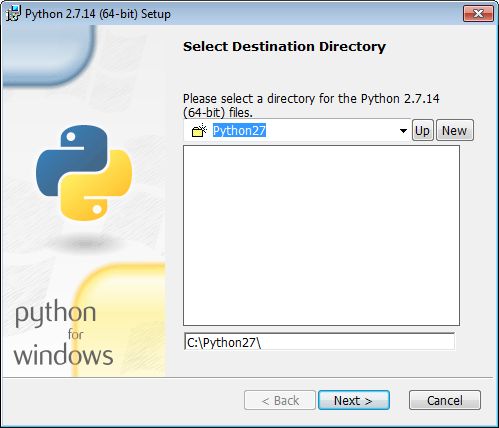 Python 2.7.14 (64-bit) Setup
Select Destination Directory
Please select a directory for the Python 2.7.14
(64-bit) files.
Python27
Up
New
C:\Python27\
python
for
windows
< Back
Next >
Cancel